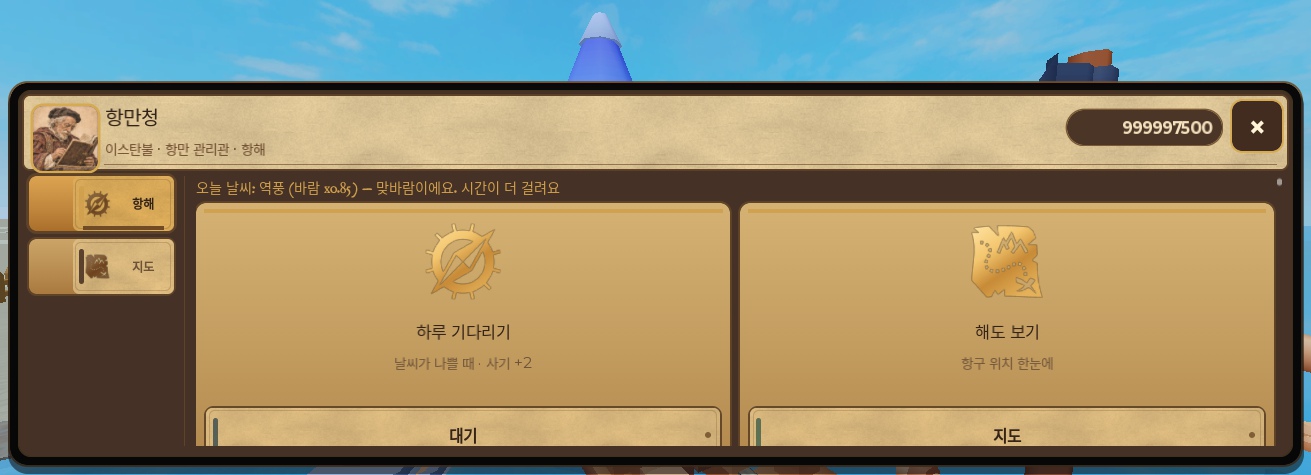 항만청
이스탄불 · 항만 관리관 · 항해
999997500
항해
지도
오늘 날씨: 역풍 (바람 x0.85) — 맞바람이에요. 시간이 더 걸려요
하루 기다리기
날씨가 나쁠 때 · 사기 +2
대기
해도 보기
항구 위치 한눈에
지도